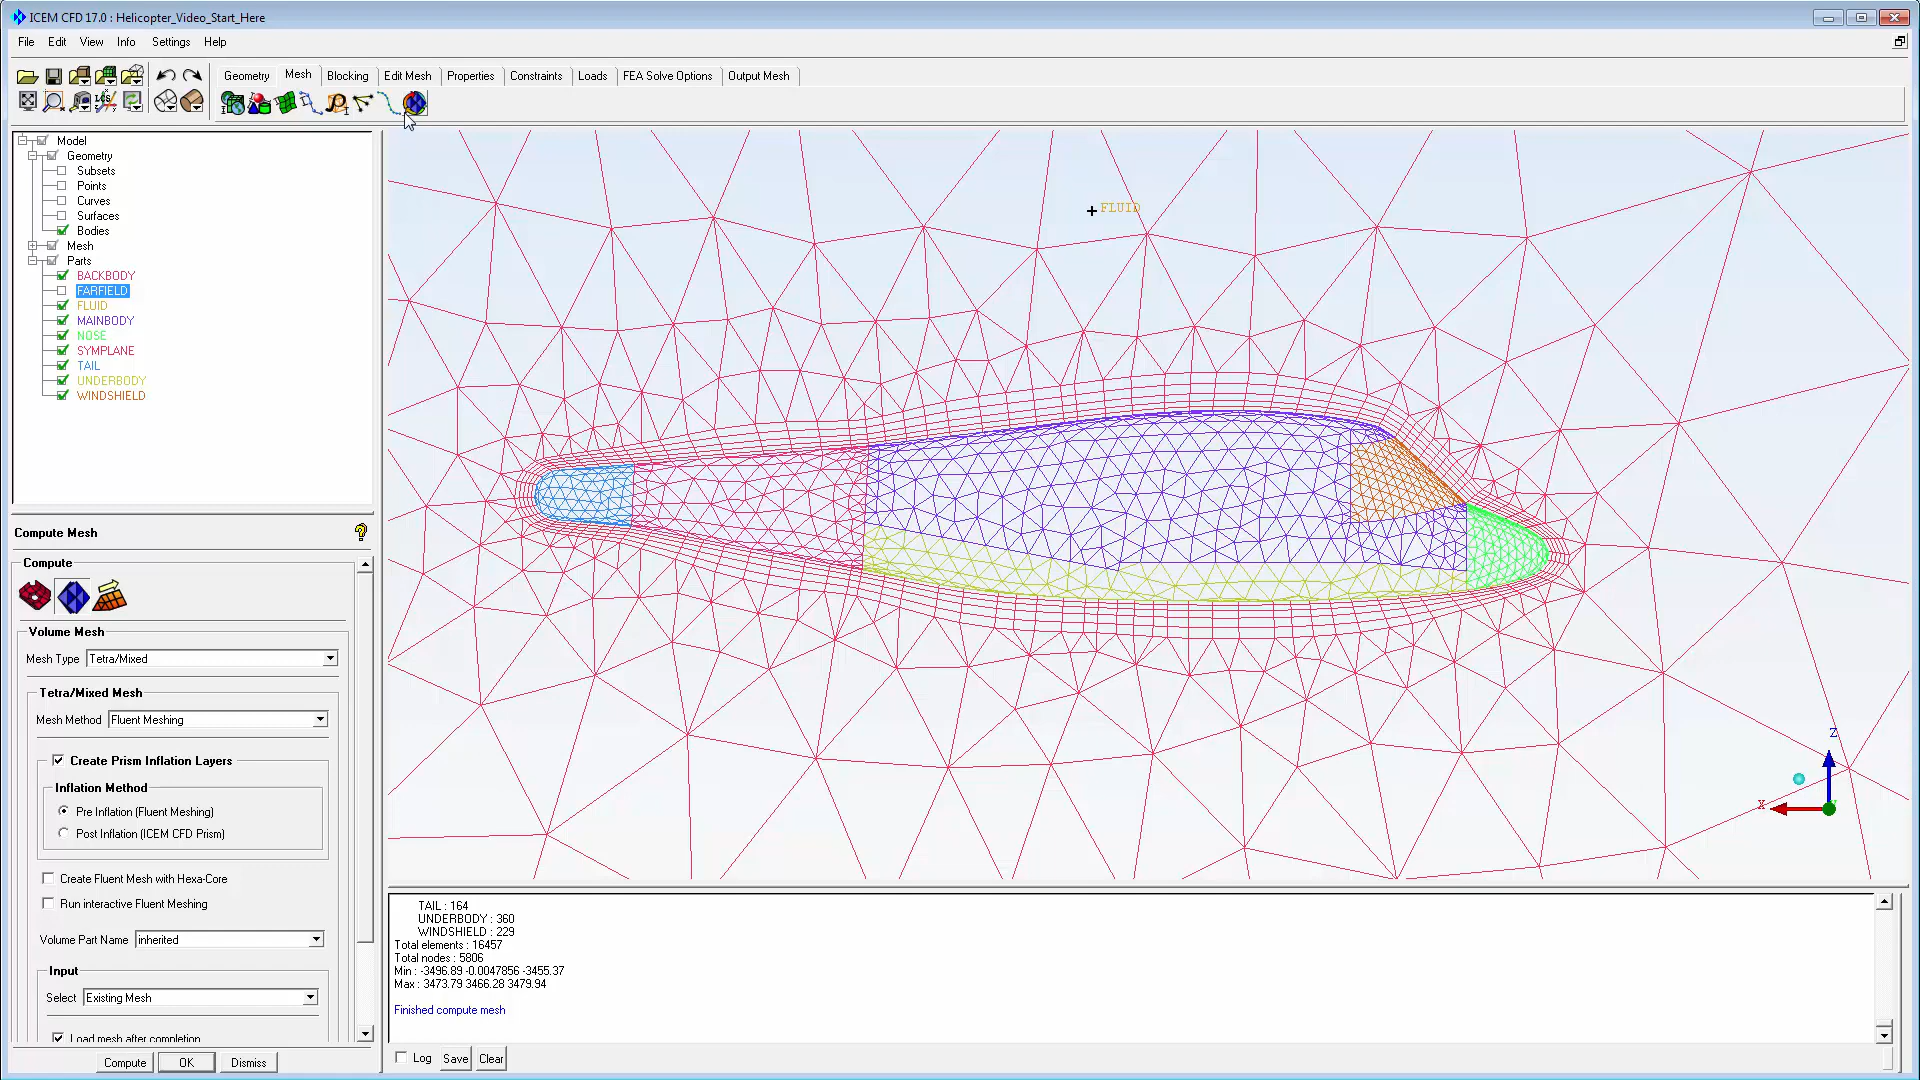 ICEM CFD 17.0 : Helicopter_Video_Start_Here
File Edit View Info Settings Help
Geometry Mesh Blocking Edit Mesh Properties Constraints Loads FEA Solve Options Output Mesh
LCS
Model
Geometry
Subsets
Points
Curves
Surfaces
Bodies
Mesh
Parts
BACKBODY
FARFIELD
FLUID
MAINBODY
NOSE
SYMPLANE
TAIL
UNDERBODY
WINDSHIELD
Compute Mesh
Compute
Volume Mesh
Mesh Type Tetra/Mixed
Tetra/Mixed Mesh
Mesh Method Fluent Meshing
Create Prism Inflation Layers
Inflation Method
Pre Inflation (Fluent Meshing)
Post Inflation (ICEM CFD Prism)
Create Fluent Mesh with Hexa-Core
Run interactive Fluent Meshing
Volume Part Name inherited
Input
Select Existing Mesh
Load mesh after completion
Compute OK Dismiss
FLUID
Z
X
TAIL : 164
UNDERBODY : 360
WINDSHIELD : 229
Total elements : 16457
Total nodes : 5806
Min : -3496.89 -0.0047856 -3455.37
Max : 3473.79 3466.28 3479.94
Finished compute mesh
Log Save Clear